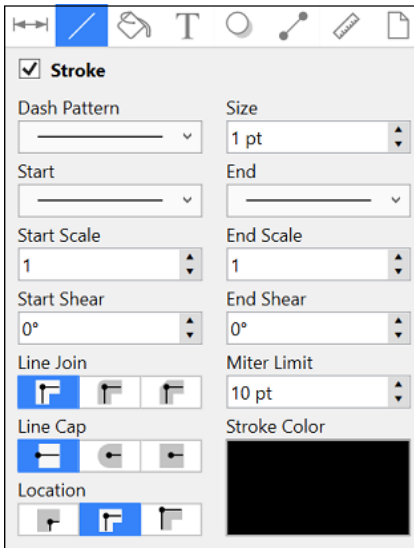 T
Stroke
Dash Pattern Size
1 pt
Start End
Start Scale End Scale
1 1
Start Shear End Shear
0° 0°
Line Join Miter Limit
10 pt
Line Cap Stroke Color
Location